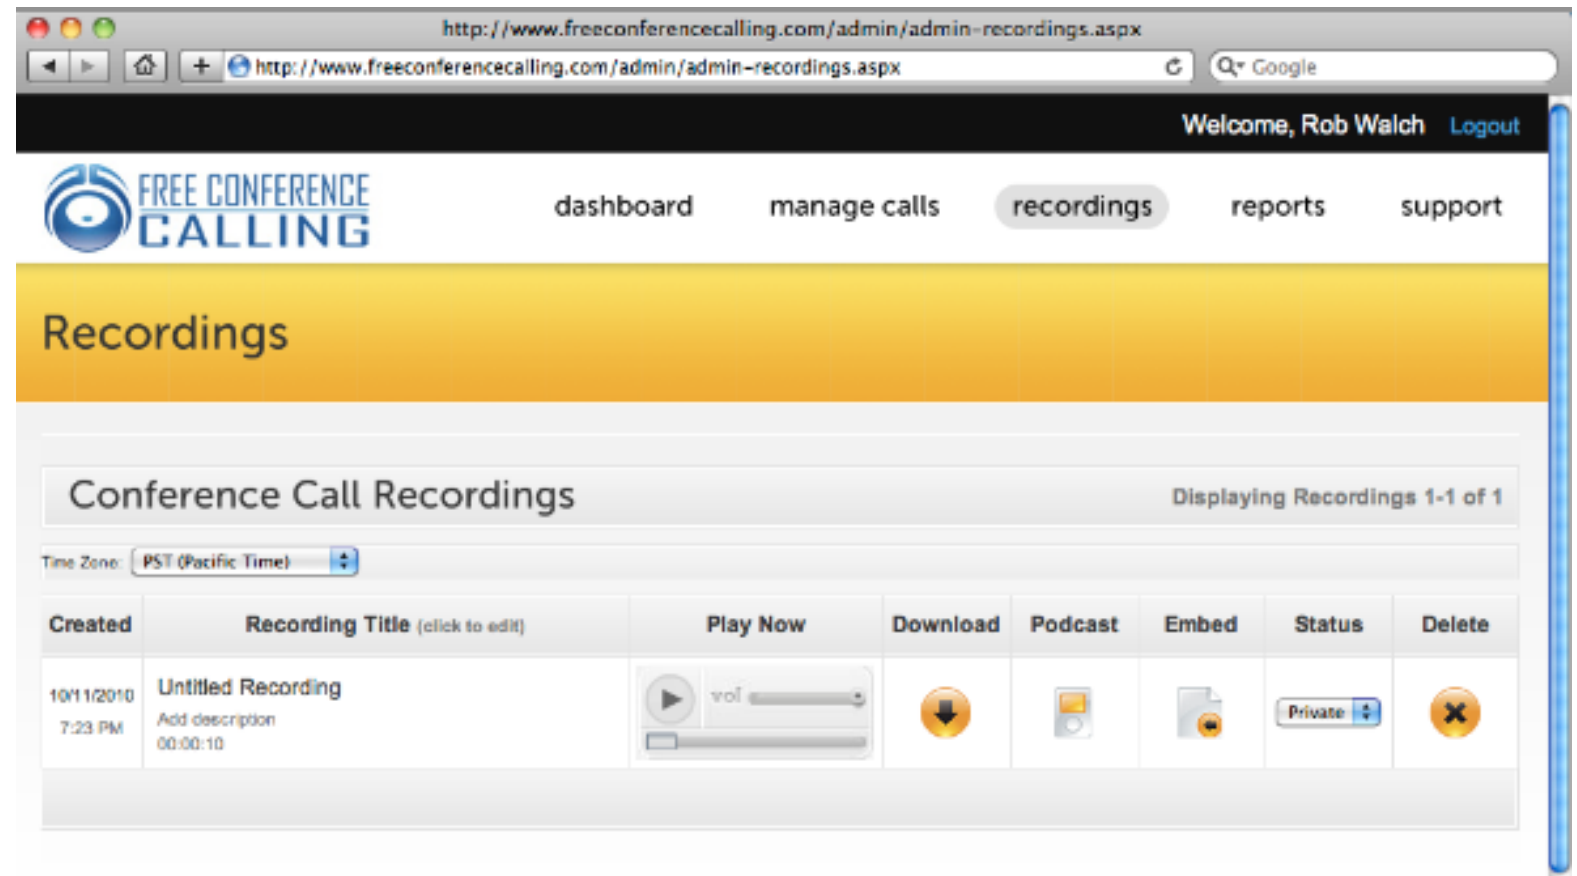 http://www.freeconferencecalling.com/admin/admin-recordings.aspx
http://www.freeconferencecalling.com/admin/admin-recordings.aspx
Google
Welcome, Rob Walch Logout
FREE CONFERENCE
CALLING
dashboard manage calls recordings reports support
Recordings
Conference Call Recordings
Displaying Recordings 1-1 of 1
Time Zone: PST (Pacific Time)
Created Recording Title (click to edit) Play Now Download Podcast Embed Status Delete
10/11/2010
7:23 PM
Untitled Recording
Add description
00:00:10
vol
Private